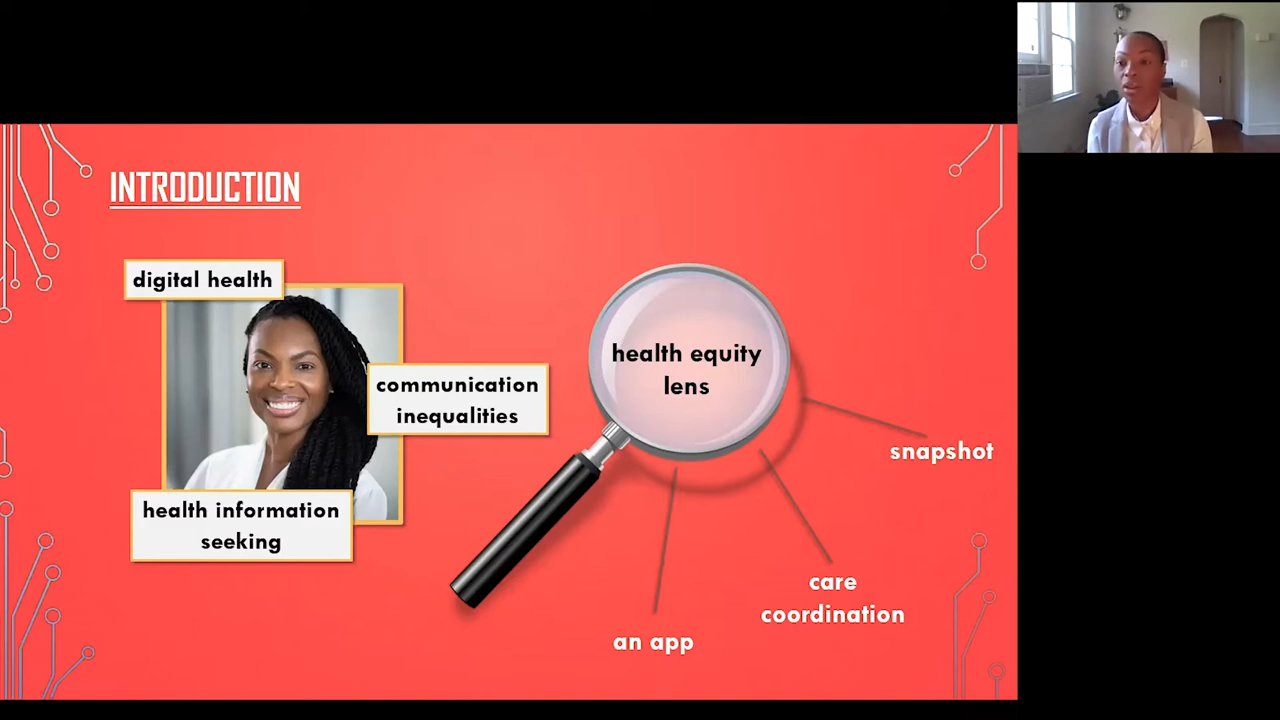 INTRODUCTION
digital health
communication
inequalities
health information
seeking
health equity
lens
snapshot
care
coordination
an app